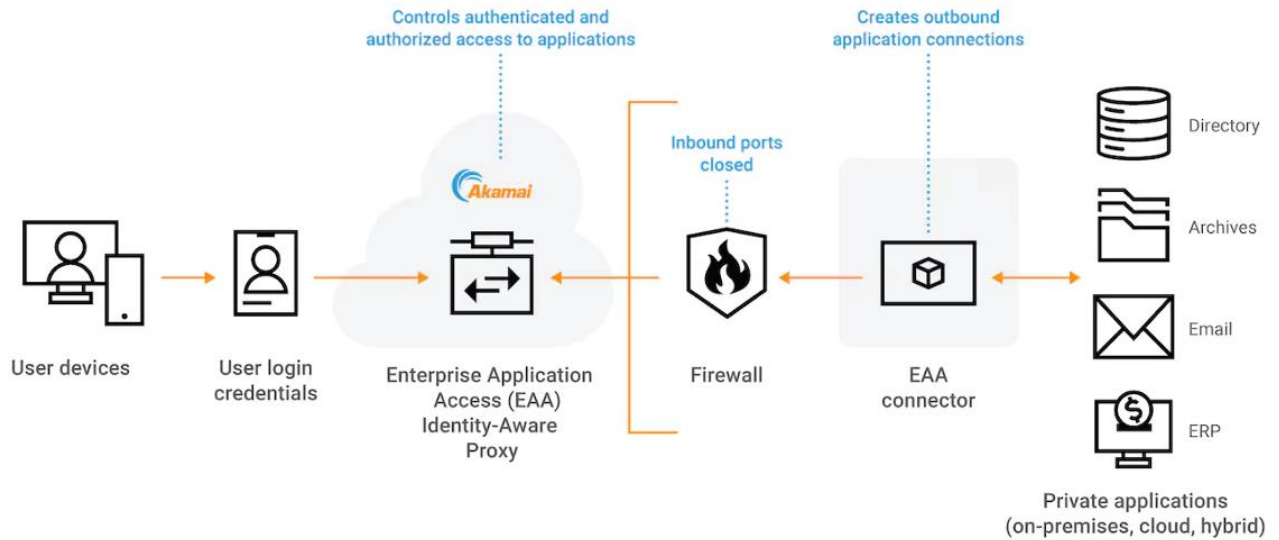 Controls authenticated and
authorized access to applications
Creates outbound
application connections
Inbound ports
closed
Akamai
Directory
Archives
Email
ERP
User devices
User login
credentials
Enterprise Application
Access (EAA)
Identity-Aware
Proxy
Firewall
EAA
connector
Private applications
(on-premises, cloud, hybrid)